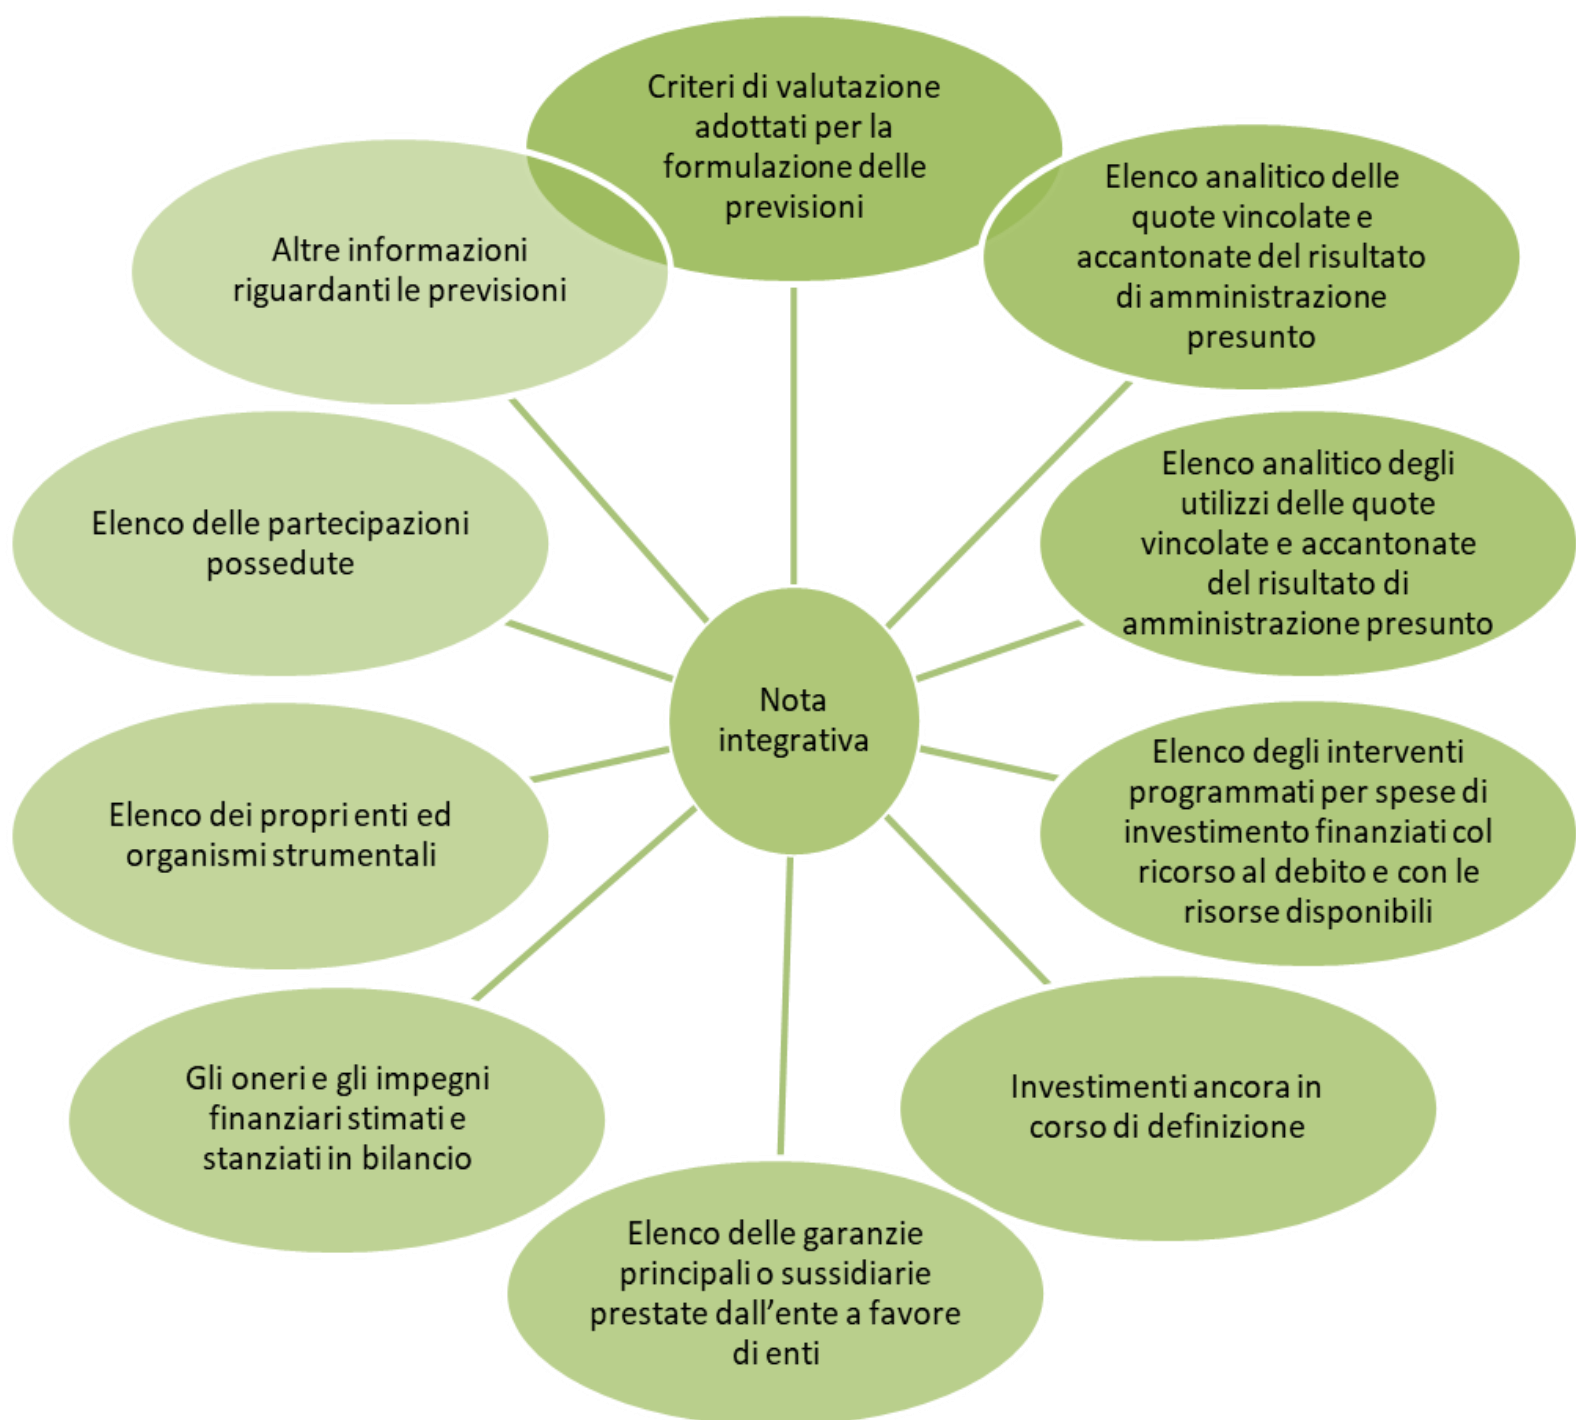 Criteri di valutazione
adottati per la
formulazione delle
previsioni
Elenco analitico delle
quote vincolate e
accantonate del risultato
di amministrazione
presunto
Elenco analitico degli
utilizzi delle quote
vincolate e accantonate
del risultato di
amministrazione presunto
Elenco degli interventi
programmati per spese di
investimento finanziati col
ricorso al debito e con le
risorse disponibili
Investimenti ancora in
corso di definizione
Elenco delle garanzie
principali o sussidiarie
prestate dall’ente a favore
di enti
Gli oneri e gli impegni
finanziari stimati e
stanziati in bilancio
Elenco dei propri enti ed
organismi strumentali
Elenco delle partecipazioni
possedute
Altre informazioni
riguardanti le previsioni
Nota
integrativa